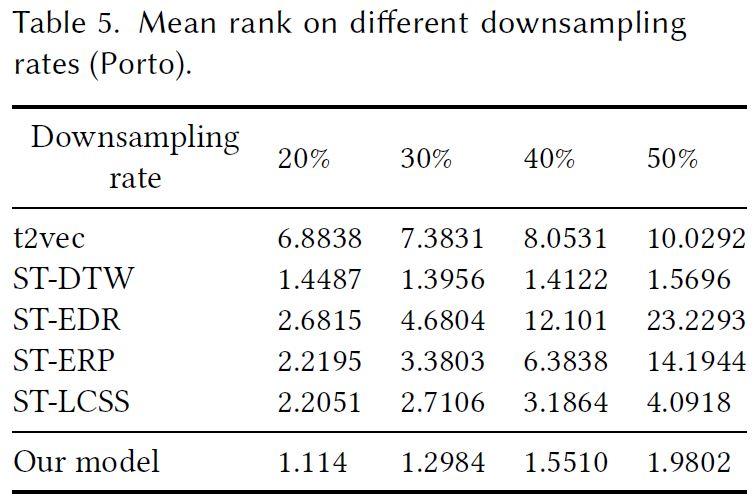 Table 5. Mean rank on different downsampling
rates (Porto).
Downsampling
rate 20% 30% 40% 50%
t2vec 6.8838 7.3831 8.0531 10.0292
ST-DTW 1.4487 1.3956 1.4122 1.5696
ST-EDR 2.6815 4.6804 12.101 23.2293
ST-ERP 2.2195 3.3803 6.3838 14.1944
ST-LCSS 2.2051 2.7106 3.1864 4.0918
Our model 1.114 1.2984 1.5510 1.9802